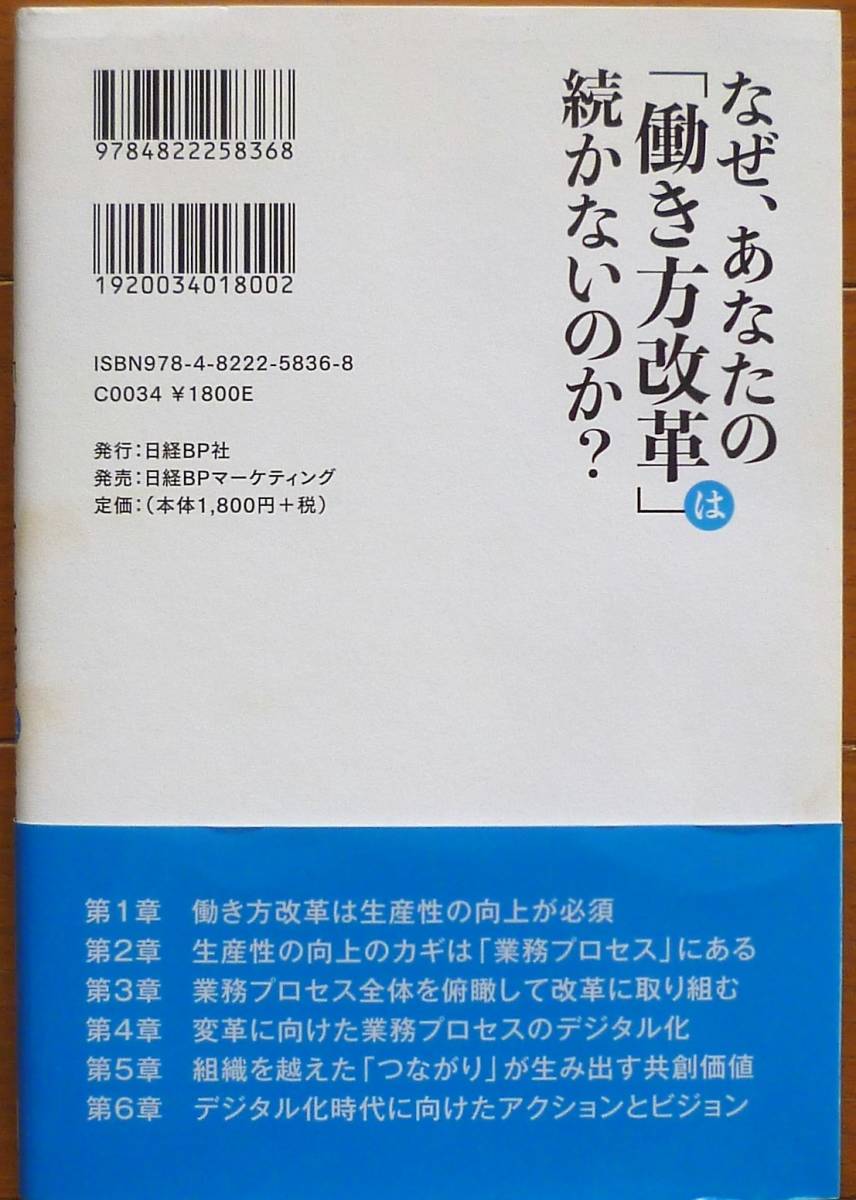 なぜ、あなたの
「働き方改革」は
続かないのか?
9784822258368
1920034018002
ISBN978-4-8222-5836-8
C0034 ¥1800E
発行:日経BP社
発売:日経BPマーケティング
定価:(本体1,800円+税)
第1章 働き方改革は生産性の向上が必須
第2章 生産性の向上のカギは「業務プロセス」にある
第3章 業務プロセス全体を俯瞰して改革に取り組む
第4章 変革に向けた業務プロセスのデジタル化
第5章 組織を越えた「つながり」が生み出す共創価値
第6章 デジタル化時代に向けたアクションとビジョン